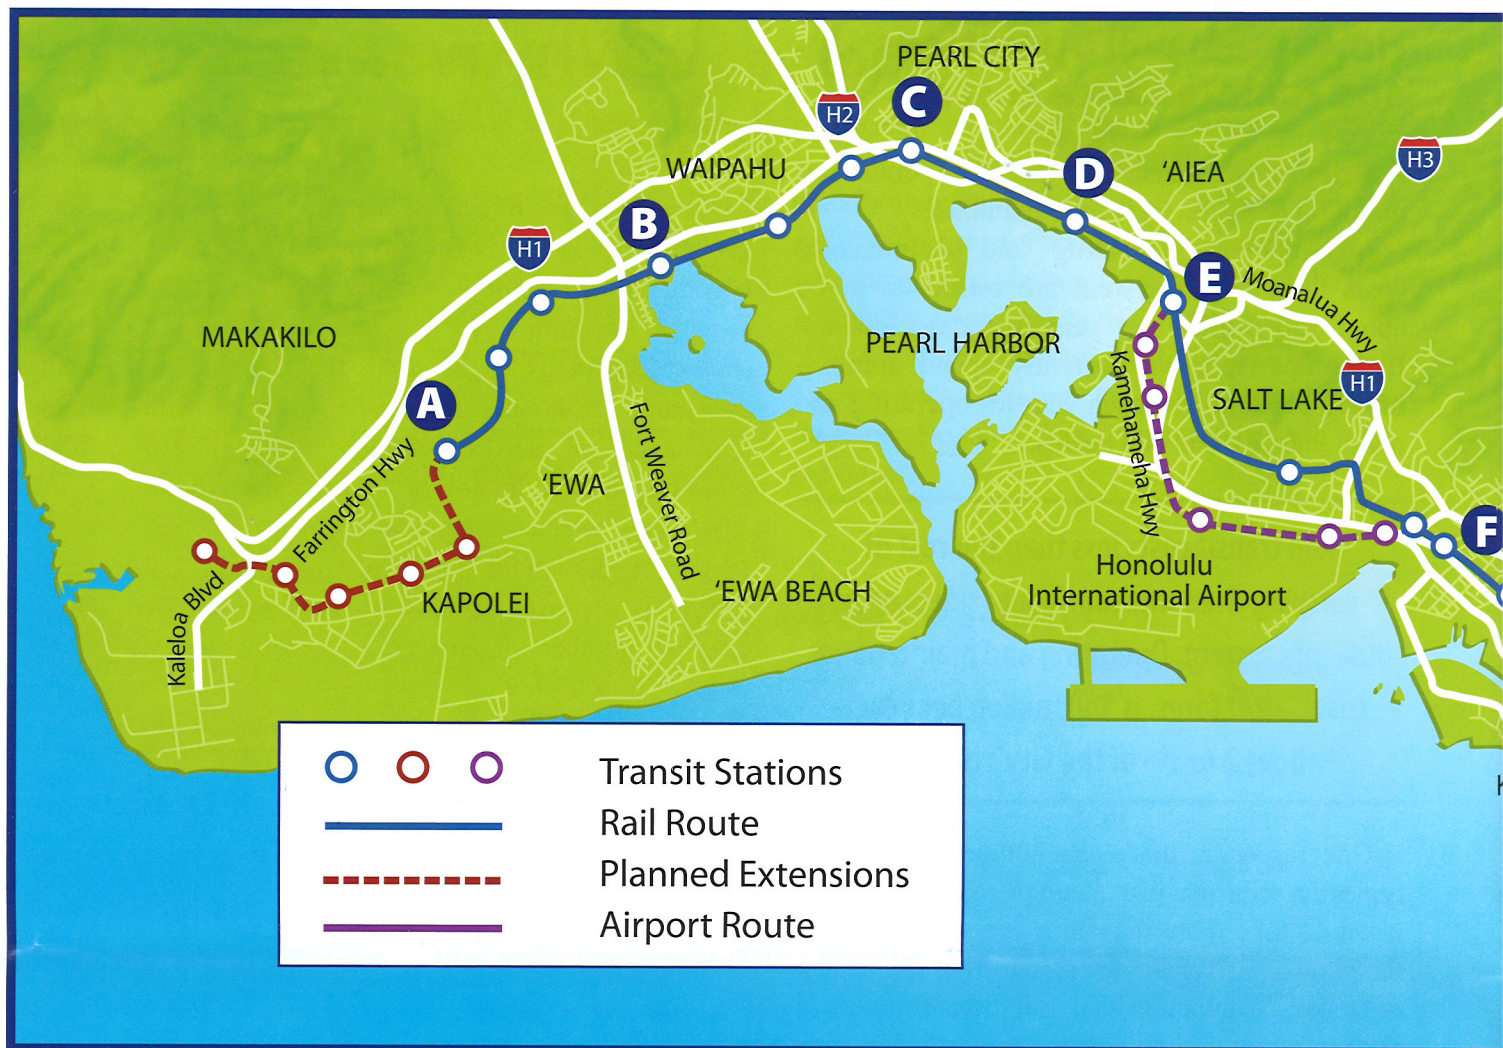 PEARL CITY
C
H2
H3
WAIPAHU
D
‘AIEA
B
H1
E
Moanalua Hwy
MAKAKILO
PEARL HARBOR
Kamehameha Hwy
H1
SALT LAKE
A
Fort Weaver Road
Farrington Hwy
‘EWA
F
Honolulu
International Airport
Kaleloa Blvd
KAPOLEI
‘EWA BEACH
Transit Stations
Rail Route
Planned Extensions
Airport Route